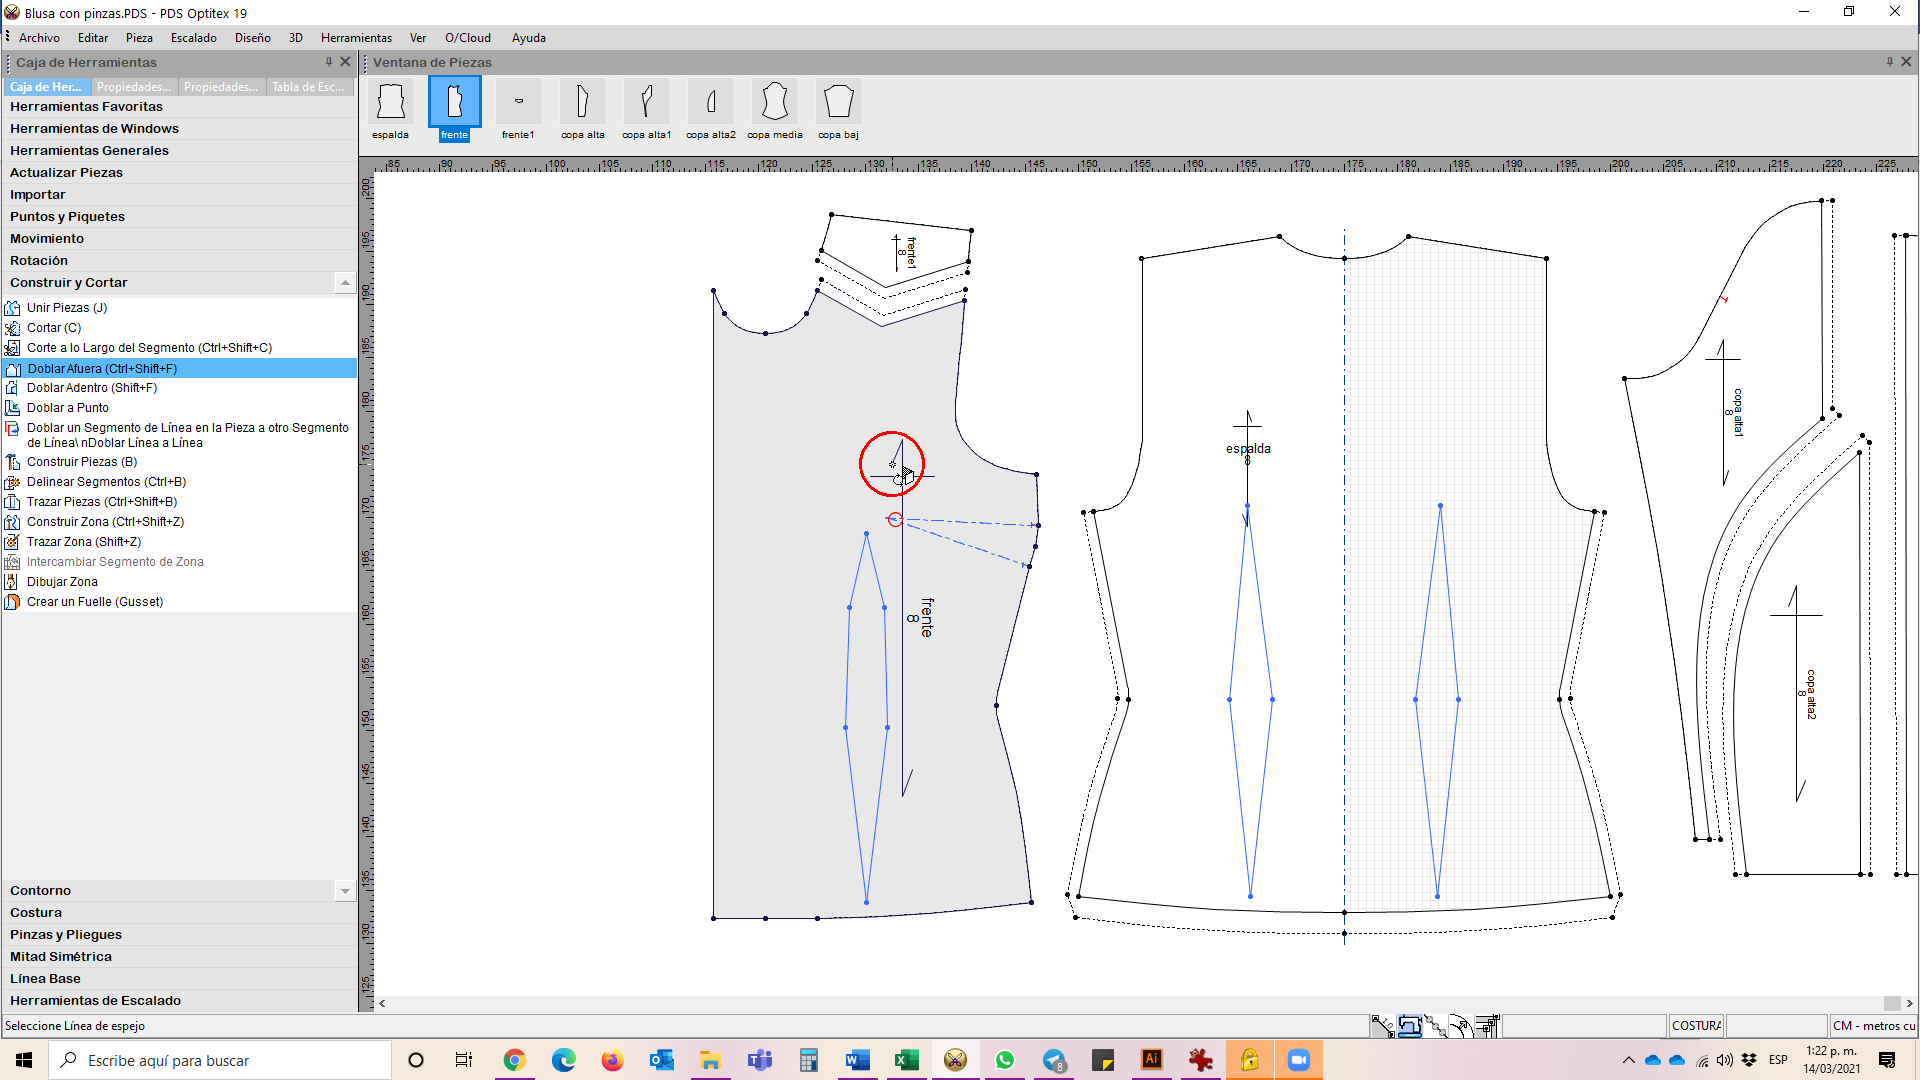 Blusa con pinzas.PDS - PDS Optitex 19
Archivo Editar Pieza Escalado Diseño 3D Herramientas Ver O/Cloud Ayuda
Caja de Herramientas
Ventana de Piezas
Caja de Her... Propiedades... Propiedades... Tabla de Esc...
Herramientas Favoritas
Herramientas de Windows
Herramientas Generales
Actualizar Piezas
Importar
Puntos y Piquetes
Movimiento
Rotación
Construir y Cortar
Unir Piezas (J)
Cortar (C)
Corte a lo Largo del Segmento (Ctrl+Shift+C)
Doblar Afuera (Ctrl+Shift+F)
Doblar Adentro (Shift+F)
Doblar a Punto
Doblar un Segmento de Línea en la Pieza a otro Segmento
de Línea\ nDoblar Línea a Línea
Construir Piezas (B)
Delinear Segmentos (Ctrl+B)
Trazar Piezas (Ctrl+Shift+B)
Construir Zona (Ctrl+Shift+Z)
Trazar Zona (Shift+Z)
Intercambiar Segmento de Zona
Dibujar Zona
Crear un Fuelle (Gusset)
Contorno
Costura
Pinzas y Pliegues
Mitad Simétrica
Línea Base
Herramientas de Escalado
espalda frente frente1 copa alta copa alta1 copa alta2 copa media copa baj
85 90 95 100 105 110 115 120 125 130 135 140 145 150 155 160 165 170 175 180 185 190 195 200 205 210 215 220 225
200
195
190
185
180
175
170
165
160
155
150
145
140
135
130
125
frente1
8
frente
8
espalda
8
copa alta1
8
copa alta2
8
Seleccione Línea de espejo
COSTURA
CM - metros cu
Escribe aquí para buscar
8
ESP
1:22 p. m.
14/03/2021